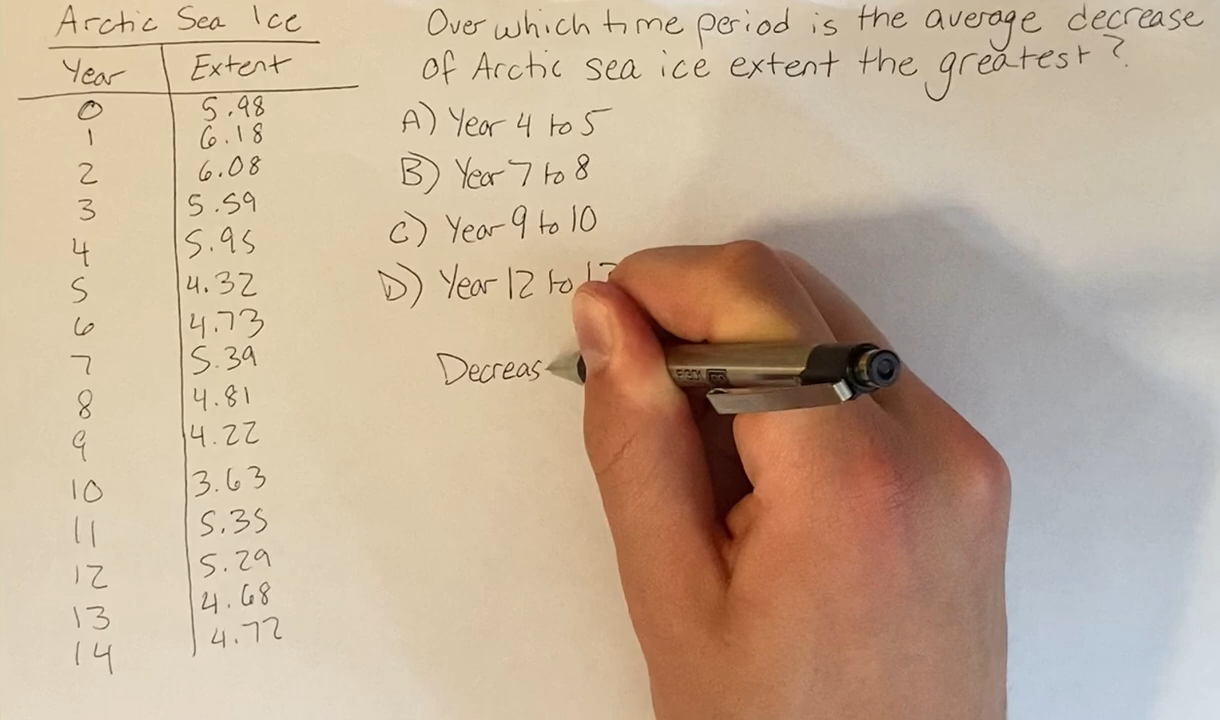 Arctic Sea Ice
Year Extent
0 5.98
1 6.18
2 6.08
3 5.59
4 5.95
5 4.32
6 4.73
7 5.39
8 4.81
9 4.22
10 3.63
11 5.35
12 5.29
13 4.68
14 4.72
Over which time period is the average decrease
of Arctic sea ice extent the greatest?
A) Year 4 to 5
B) Year 7 to 8
C) Year 9 to 10
D) Year 12 to
Decreas